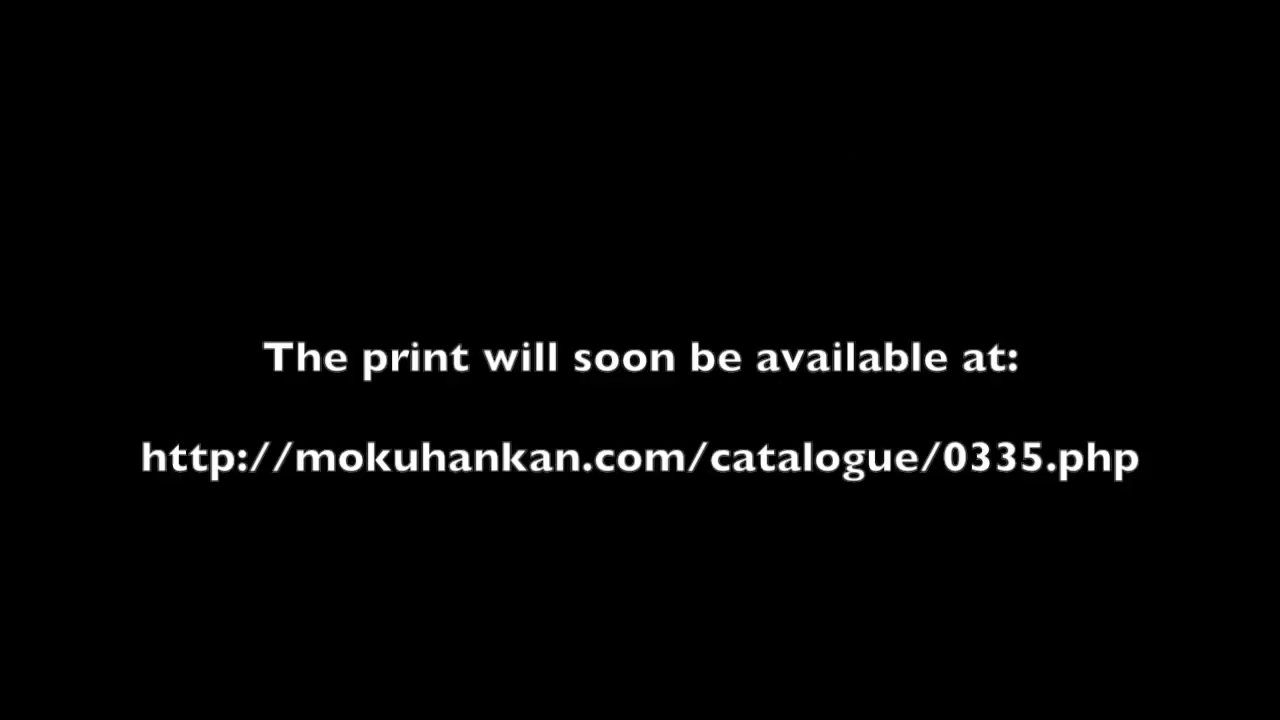 The print will soon be available at:
http://mokuhankan.com/catalogue/0335.php